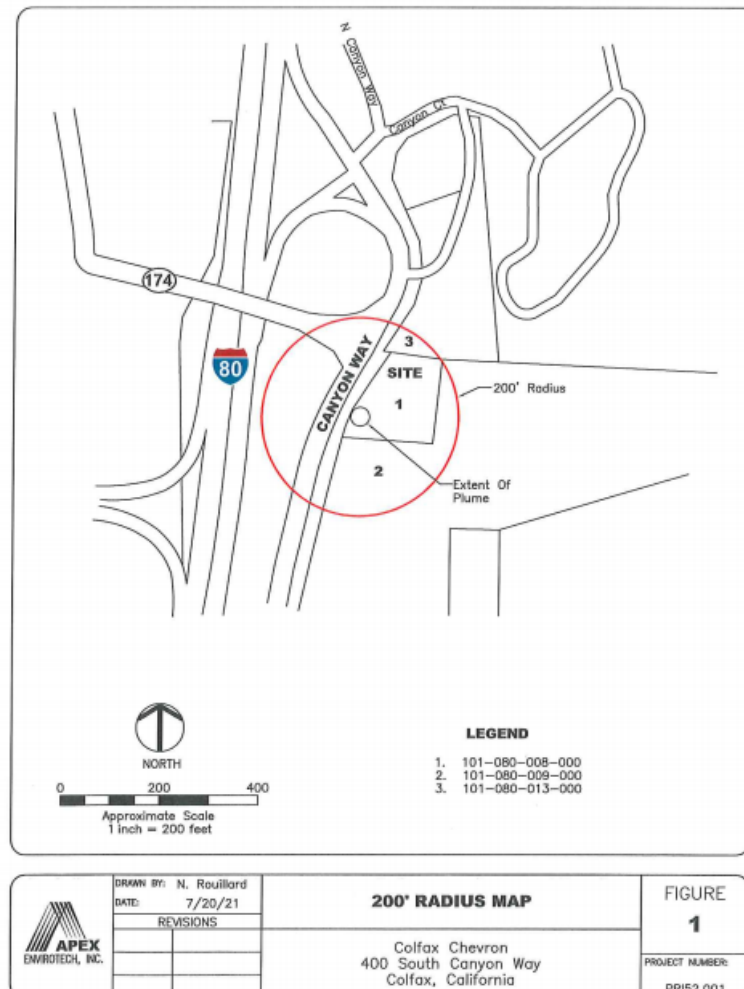 N Canyon Way
Canyon Ct
174
80
CANYON WAY
3
SITE
1
200' Radius
2
Extent Of
Plume
NORTH
0 200 400
Approximate Scale
1 inch = 200 feet
LEGEND
1. 101-080-008-000
2. 101-080-009-000
3. 101-080-013-000
APEX
ENVIROTECH, INC.
DRAWN BY: N. Rouillard
DATE: 7/20/21
REVISIONS
200' RADIUS MAP
Colfax Chevron
400 South Canyon Way
Colfax, California
FIGURE
1
PROJECT NUMBER: